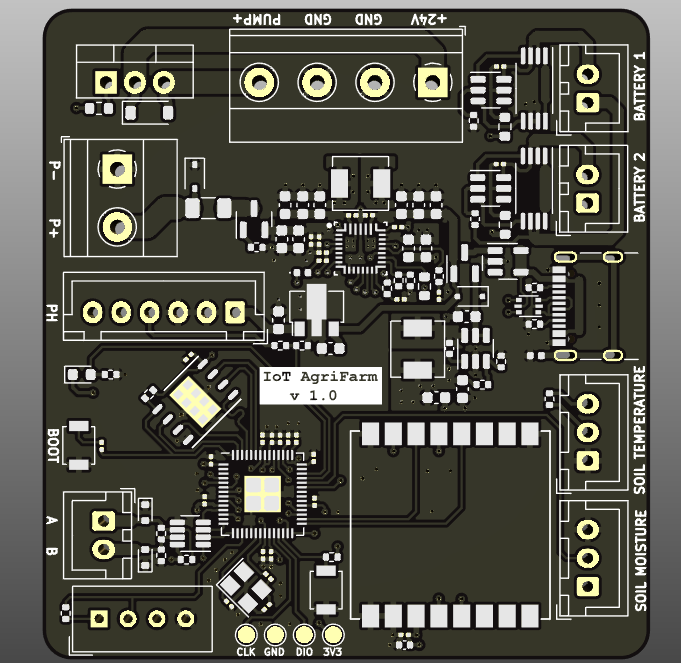 PUMP+ GND GND +24V
BATTERY 1
BATTERY 2
P-
P+
PH
IoT AgriFarm
v 1.0
BOOT
SOIL TEMPERATURE
SOIL MOISTURE
A
B
CLK GND DIO 3V3